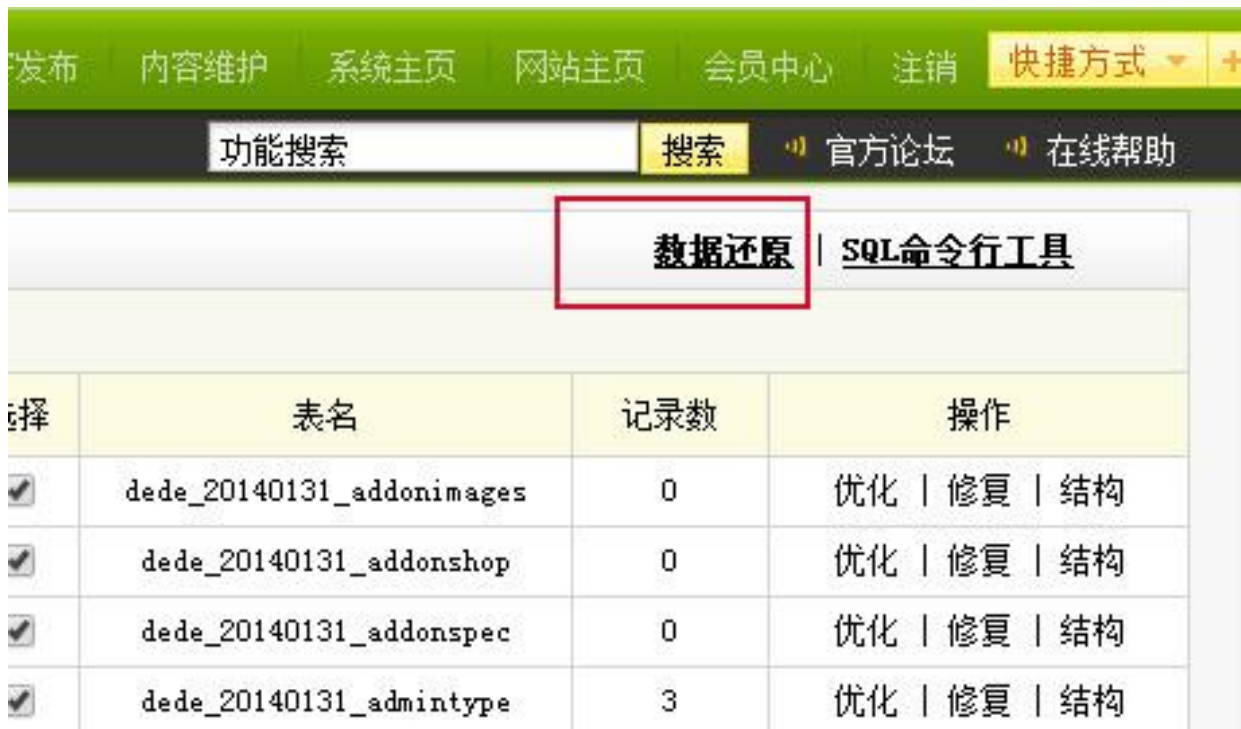 发布 内容维护 系统主页 网站主页 会员中心 注销 快捷方式
功能搜索 搜索 官方论坛 在线帮助
数据还原 | SQL命令行工具
择 表名 记录数 操作
dede_20140131_addonimages 0 优化 | 修复 | 结构
dede_20140131_addonshop 0 优化 | 修复 | 结构
dede_20140131_addonspec 0 优化 | 修复 | 结构
dede_20140131_admintype 3 优化 | 修复 | 结构